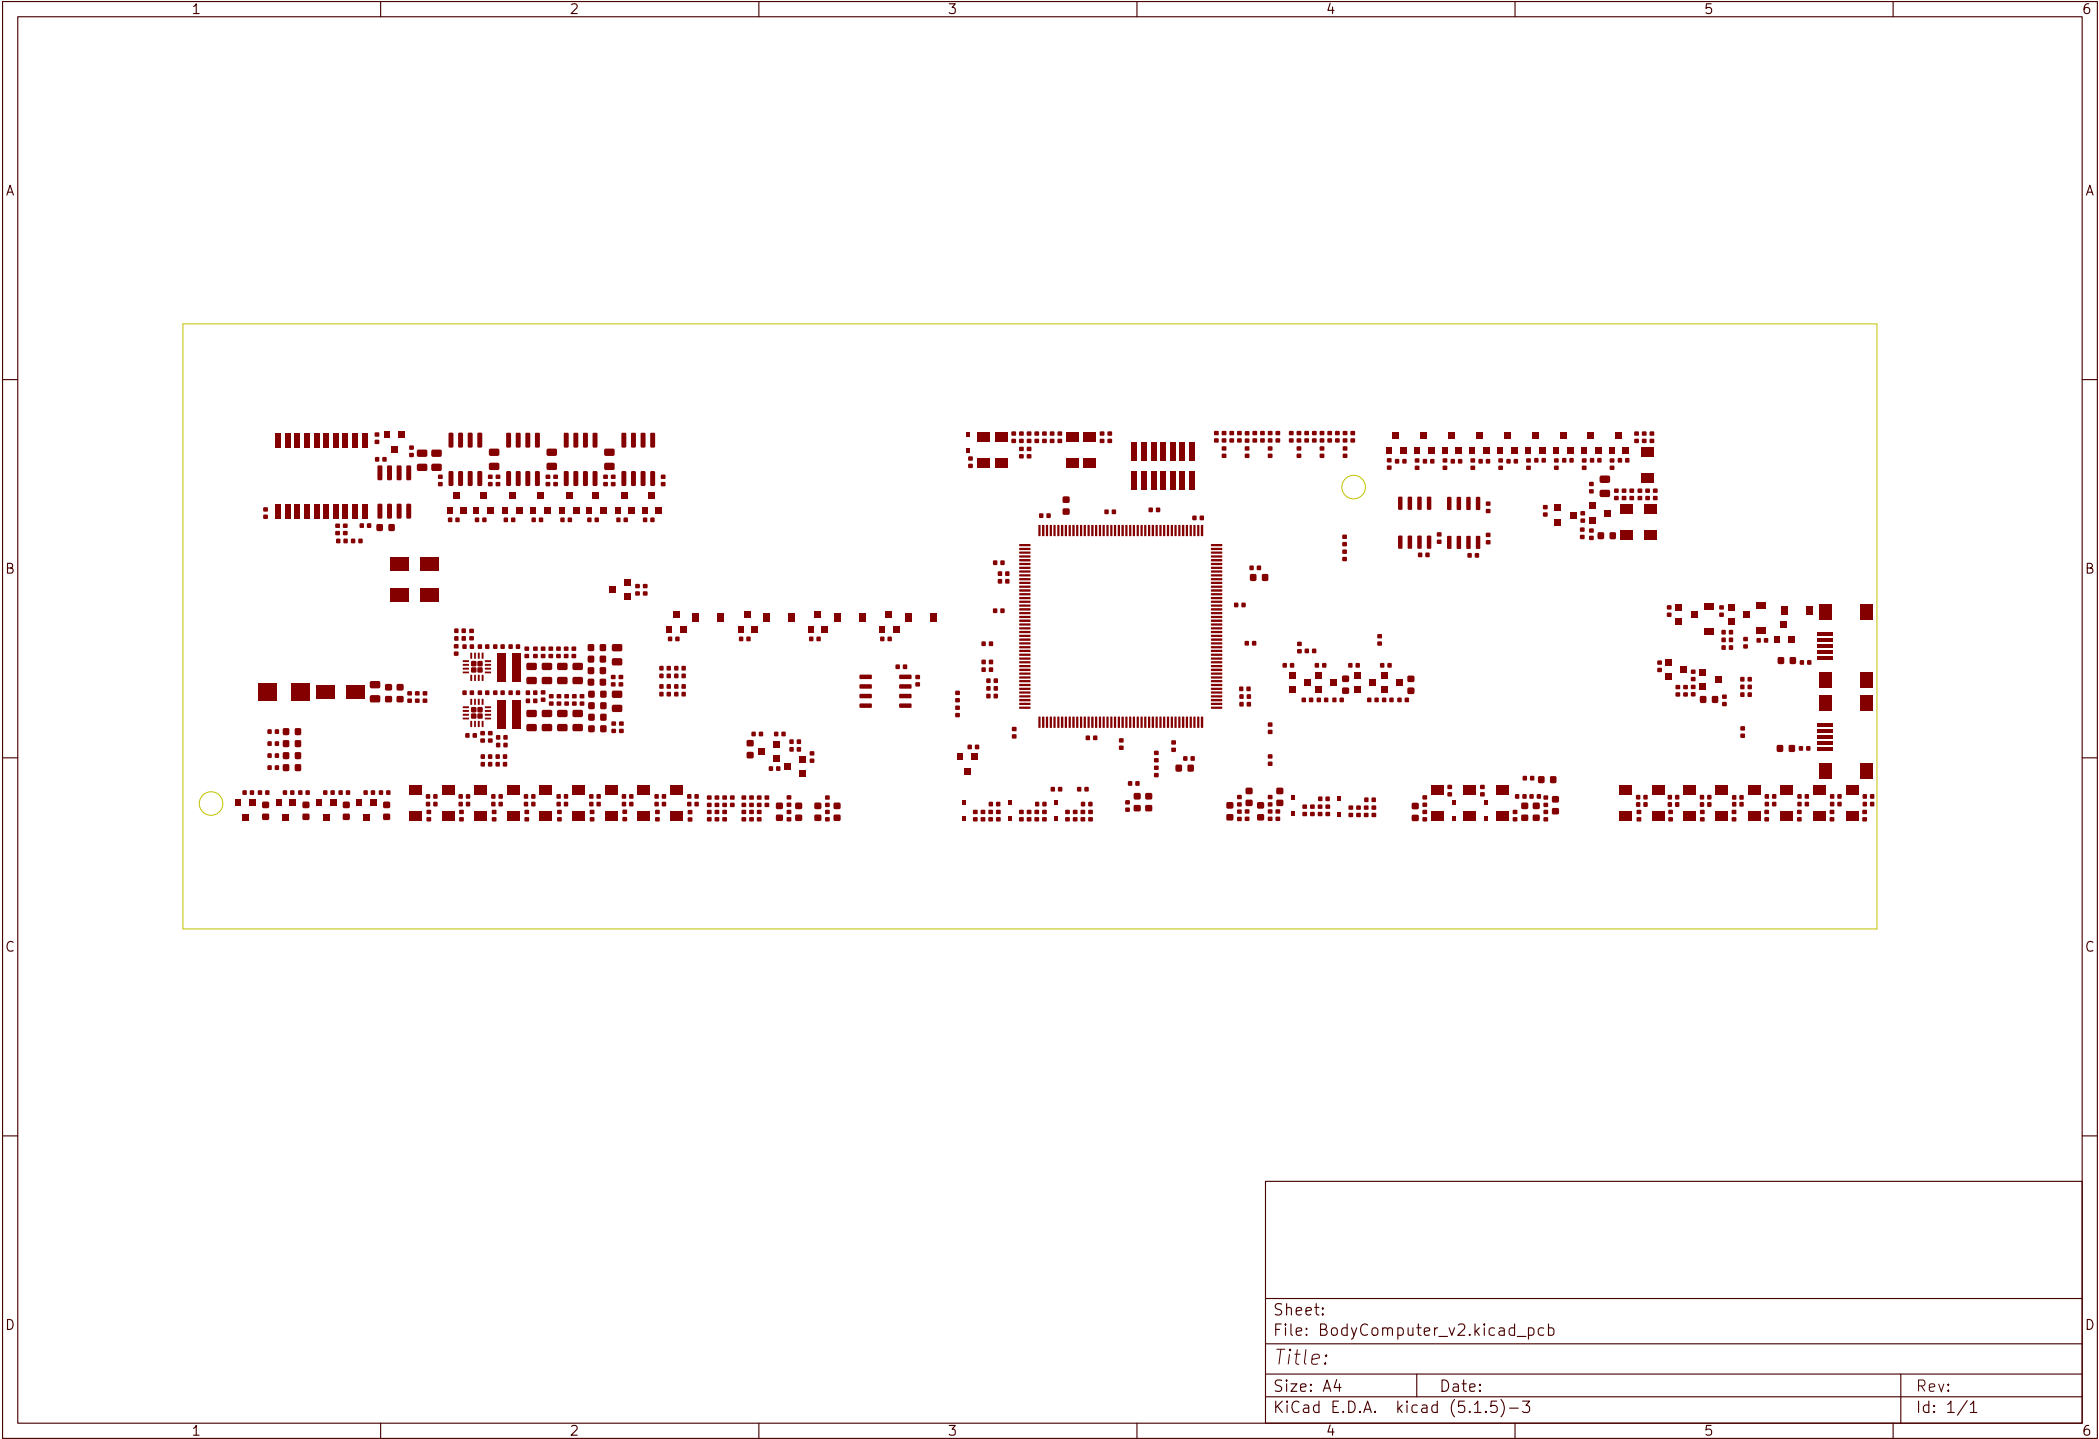 1 2 3 4 5 6
A A
B B
C C
D D
Sheet:
File: BodyComputer_v2.kicad_pcb
Title:
Size: A4 Date: Rev:
KiCad E.D.A. kicad (5.1.5)-3 Id: 1/1
1 2 3 4 5 6